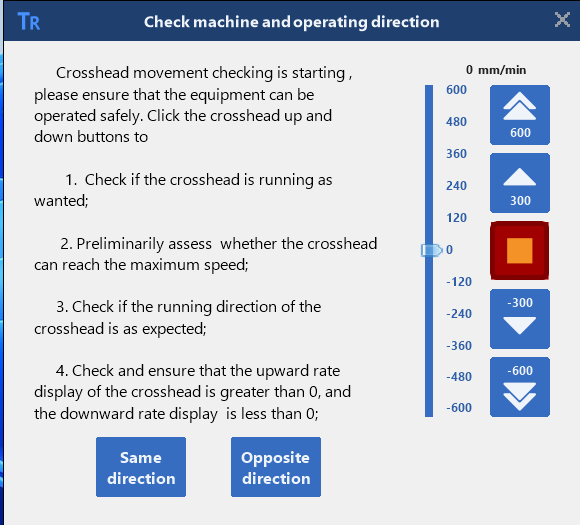 TR
Check machine and operating direction
Crosshead movement checking is starting ,
please ensure that the equipment can be
operated safely. Click the crosshead up and
down buttons to
1. Check if the crosshead is running as
wanted;
2. Preliminarily assess whether the crosshead
can reach the maximum speed;
3. Check if the running direction of the
crosshead is as expected;
4. Check and ensure that the upward rate
display of the crosshead is greater than 0, and
the downward rate display is less than 0;
Same
direction
Opposite
direction
0 mm/min
600
480
360
240
120
0
-120
-240
-360
-480
-600
600
300
-300
-600